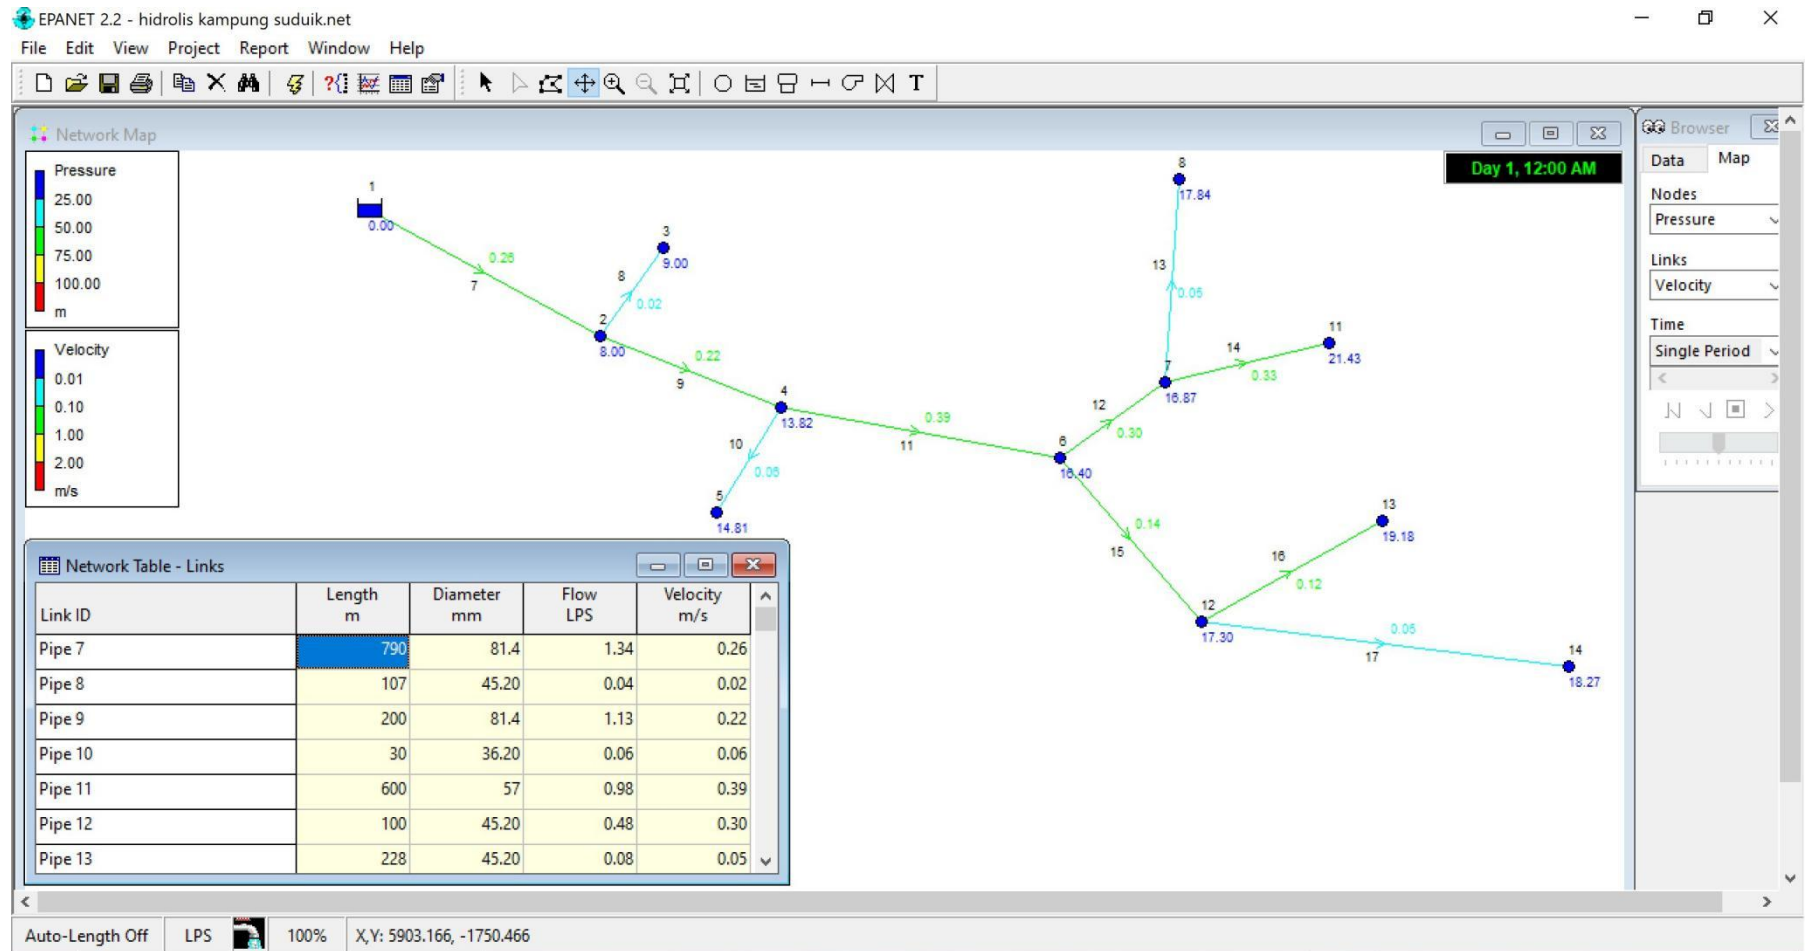 EPANET 2.2 - hidrolis kampung suduik.net
File Edit View Project Report Window Help
T
Network Map
Pressure
25.00
50.00
75.00
100.00
m
Velocity
0.01
0.10
1.00
2.00
m/s
Day 1, 12:00 AM
1
0.00
0.26
7
3
9.00
8
0.02
2
8.00
0.22
9
4
13.82
10
0.06
5
14.81
0.39
11
6
16.40
12
0.30
7
16.87
13
0.05
8
17.84
14
0.33
11
21.43
0.14
15
16
0.12
13
19.18
12
17.30
0.05
17
14
18.27
Network Table - Links
Link ID Length m Diameter mm Flow LPS Velocity m/s
Pipe 7 790 81.4 1.34 0.26
Pipe 8 107 45.20 0.04 0.02
Pipe 9 200 81.4 1.13 0.22
Pipe 10 30 36.20 0.06 0.06
Pipe 11 600 57 0.98 0.39
Pipe 12 100 45.20 0.48 0.30
Pipe 13 228 45.20 0.08 0.05
Browser
Data Map
Nodes
Pressure
Links
Velocity
Time
Single Period
Auto-Length Off LPS 100% X,Y: 5903.166, -1750.466